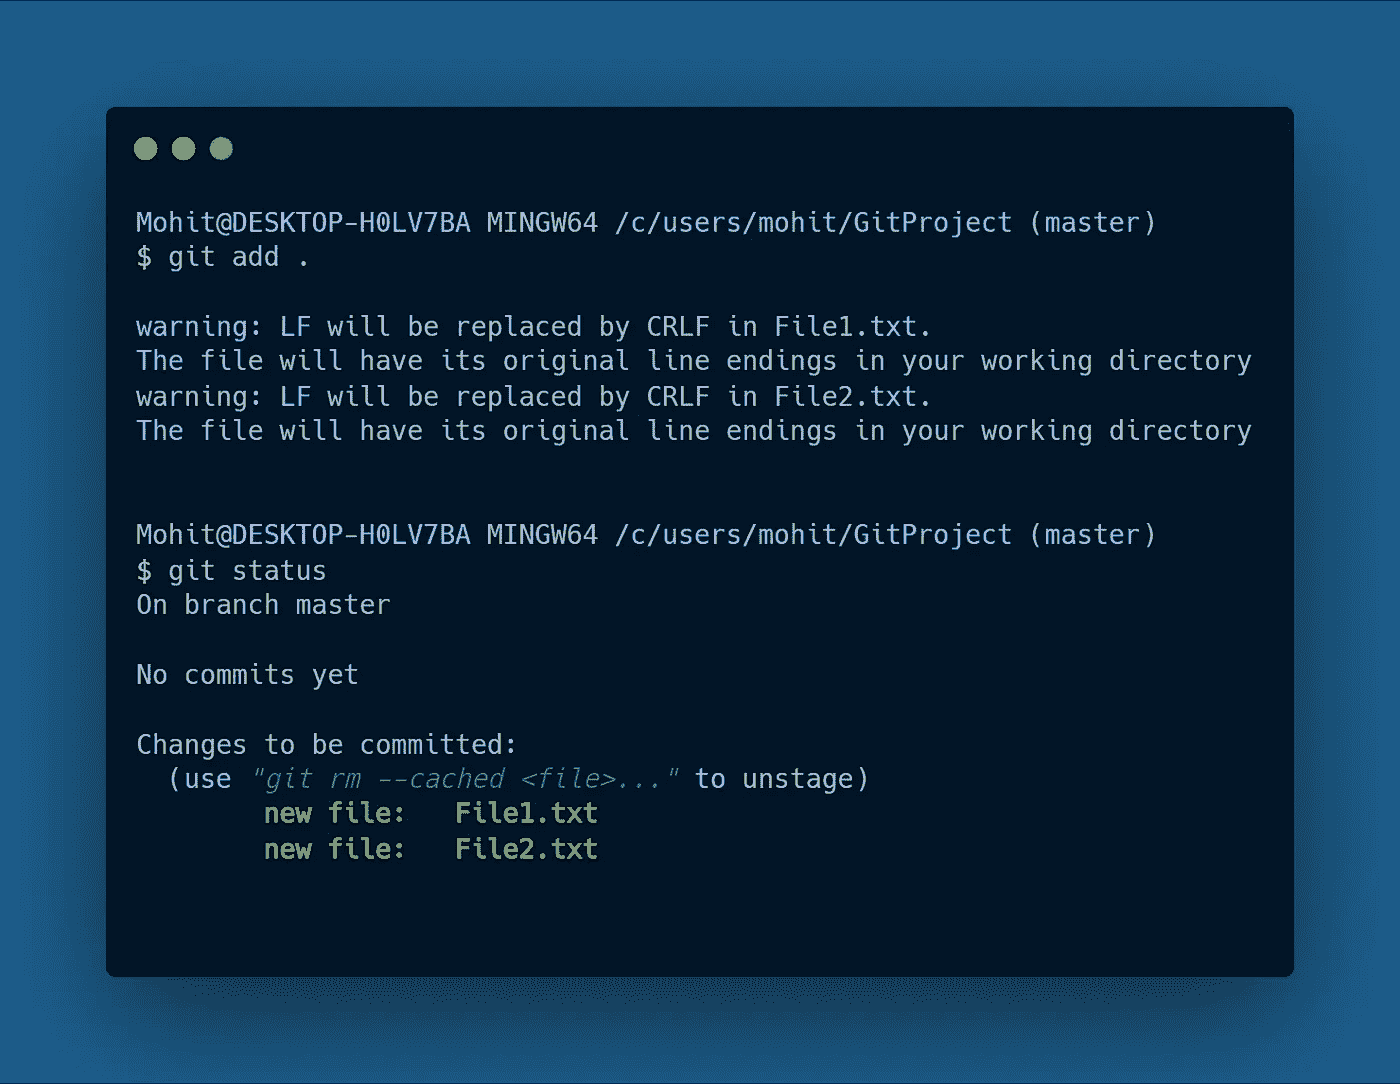 Mohit@DESKTOP-H0LV7BA MINGW64 /c/users/mohit/GitProject (master)
$ git add .
warning: LF will be replaced by CRLF in File1.txt.
The file will have its original line endings in your working directory
warning: LF will be replaced by CRLF in File2.txt.
The file will have its original line endings in your working directory
Mohit@DESKTOP-H0LV7BA MINGW64 /c/users/mohit/GitProject (master)
$ git status
On branch master
No commits yet
Changes to be committed:
  (use "git rm --cached <file>..." to unstage)
        new file:   File1.txt
        new file:   File2.txt